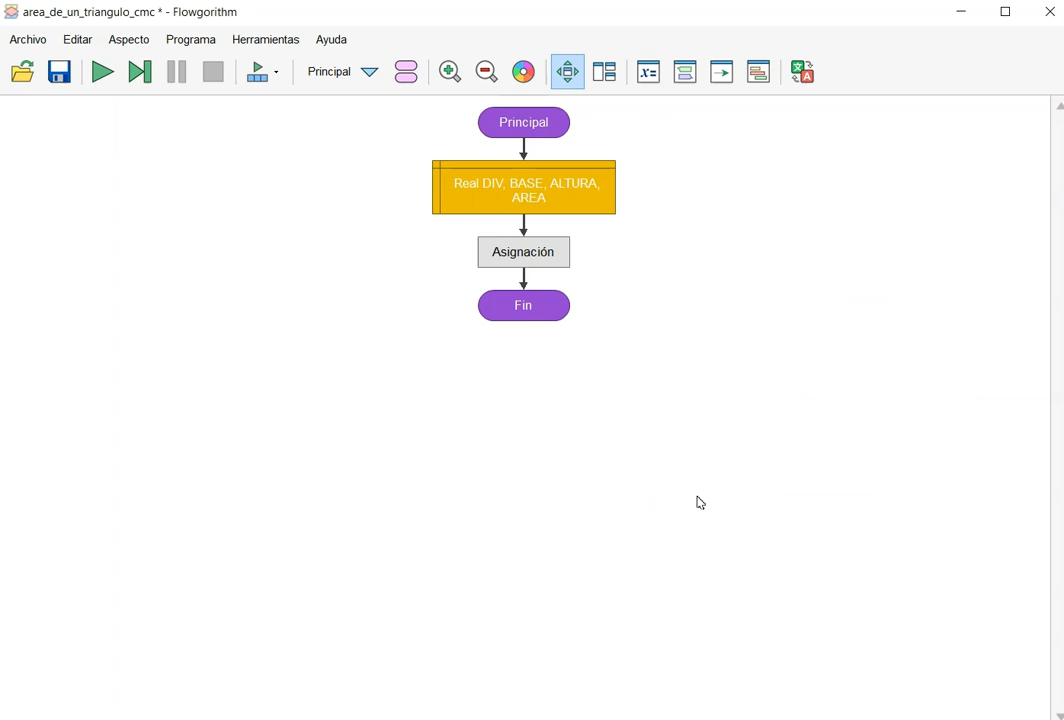 area_de_un_triangulo_cmc * - Flowgorithm
Archivo Editar Aspecto Programa Herramientas Ayuda
Principal
Principal
Real DIV, BASE, ALTURA,
AREA
Asignación
Fin